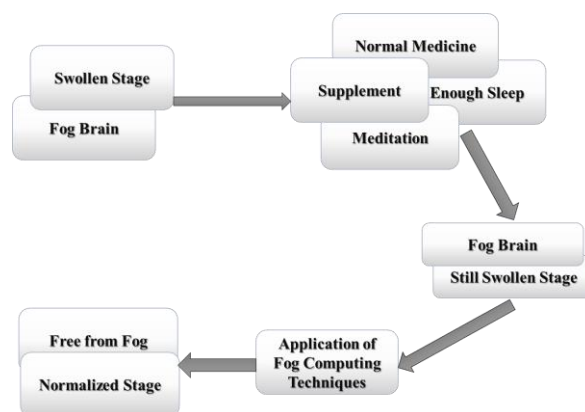 Swollen Stage
Fog Brain
Normal Medicine
Supplement
Enough Sleep
Meditation
Fog Brain
Still Swollen Stage
Application of
Fog Computing
Techniques
Free from Fog
Normalized Stage